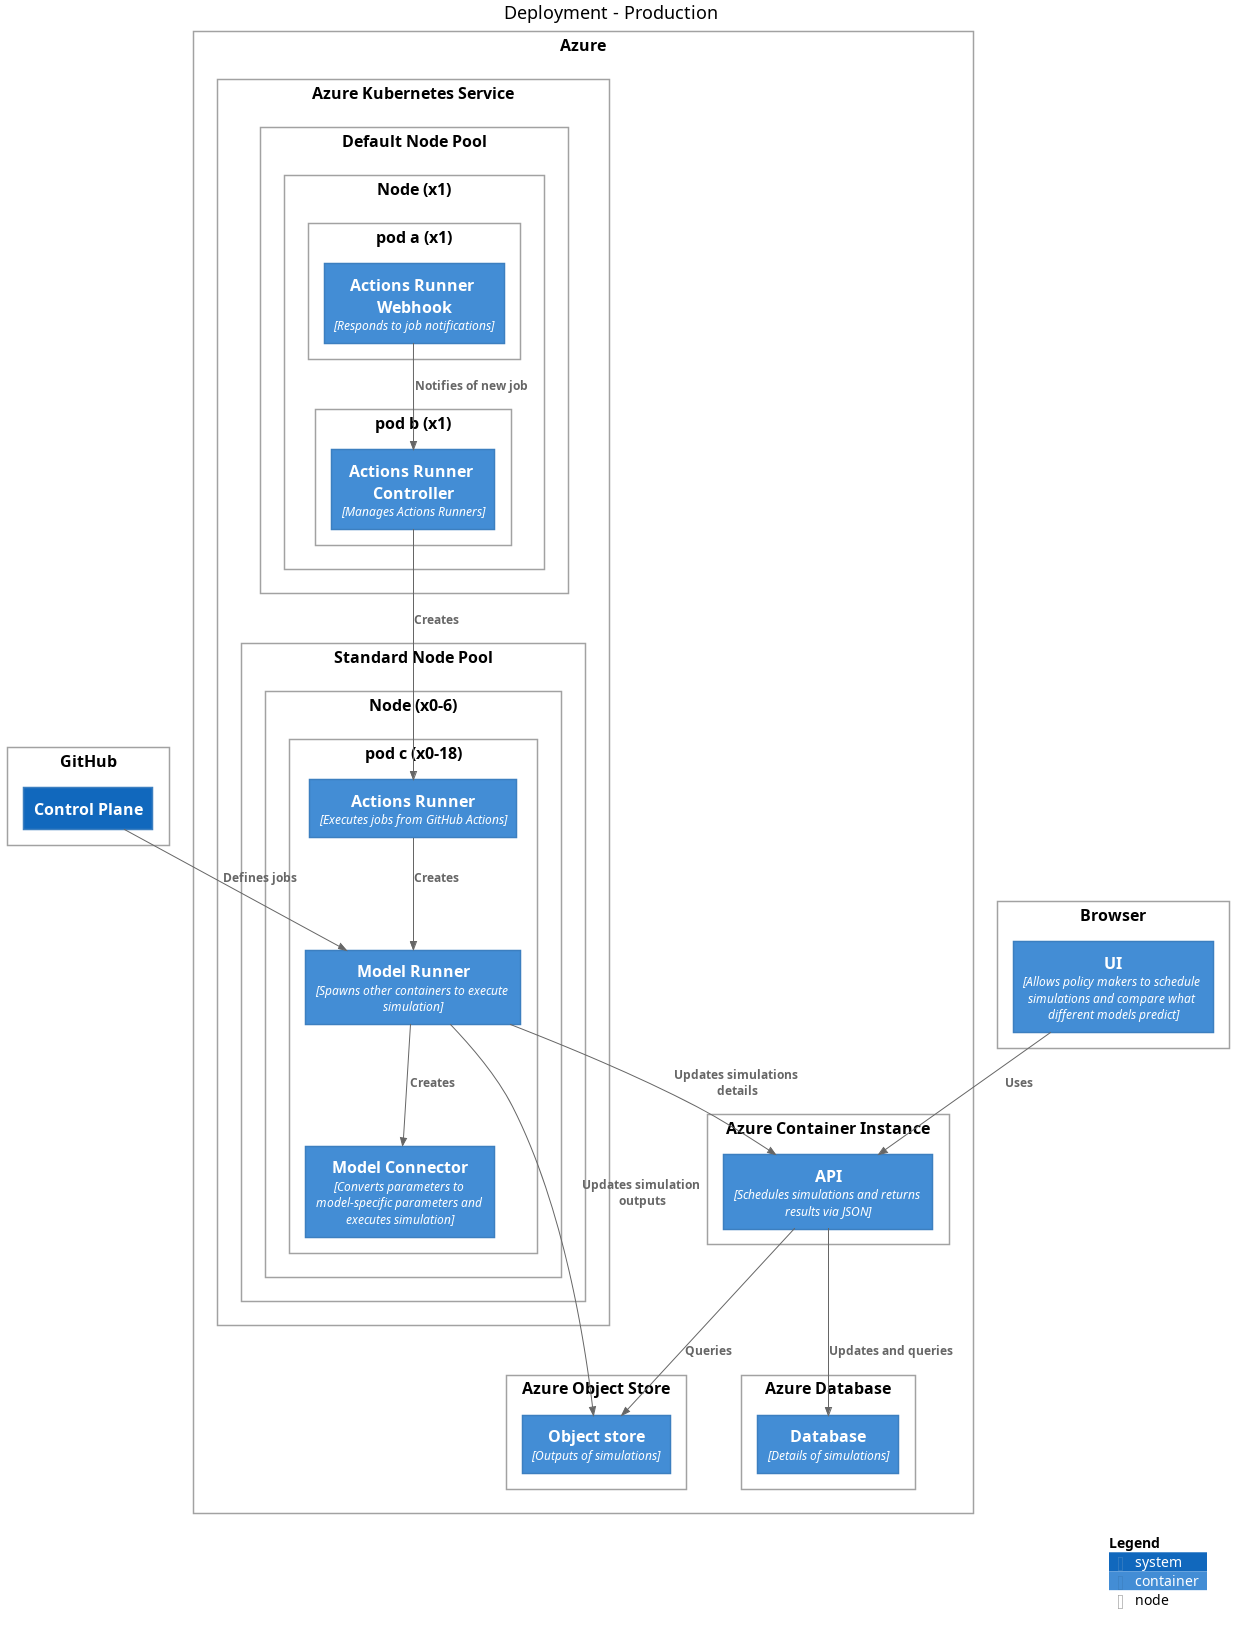 Deployment - Production
Azure
Azure Kubernetes Service
Default Node Pool
Node (x1)
pod a (x1)
Actions Runner
Webhook
[Responds to job notifications]
Notifies of new job
pod b (x1)
Actions Runner
Controller
[Manages Actions Runners]
Creates
Standard Node Pool
Node (x0-6)
pod c (x0-18)
Actions Runner
[Executes jobs from GitHub Actions]
GitHub
Control Plane
Defines jobs
Creates
Model Runner
[Spawns other containers to execute
simulation]
Browser
UI
[Allows policy makers to schedule
simulations and compare what
different models predict]
Creates
Updates simulations
details
Uses
Model Connector
[Converts parameters to
model-specific parameters and
executes simulation]
Updates simulation
outputs
Azure Container Instance
API
[Schedules simulations and returns
results via JSON]
Queries
Updates and queries
Azure Object Store
Object store
[Outputs of simulations]
Azure Database
Database
[Details of simulations]
Legend
system
container
node